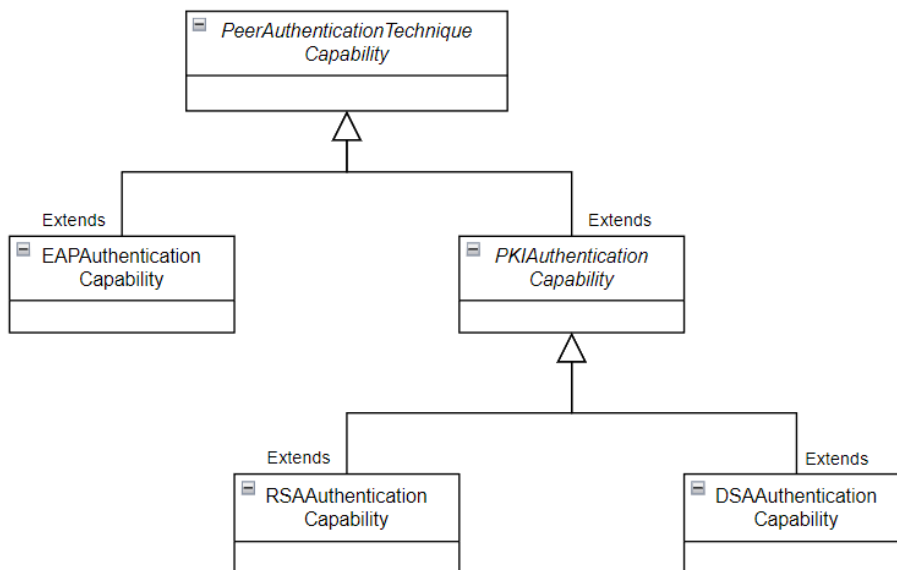 PeerAuthenticationTechnique
Capability
Extends
Extends
EAPAuthentication
Capability
PKIAuthentication
Capability
Extends
Extends
RSAAuthentication
Capability
DSAAuthentication
Capability